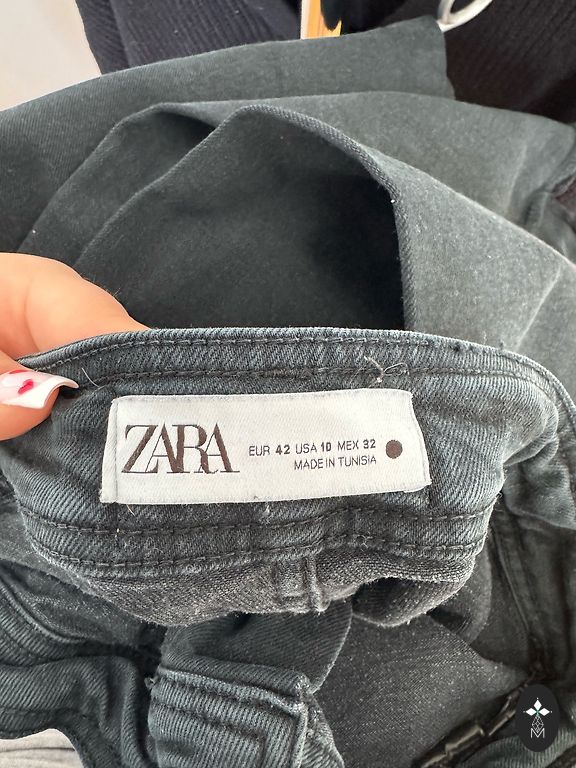 ZARA
EUR 42 USA 10 MEX 32
MADE IN TUNISIA
M